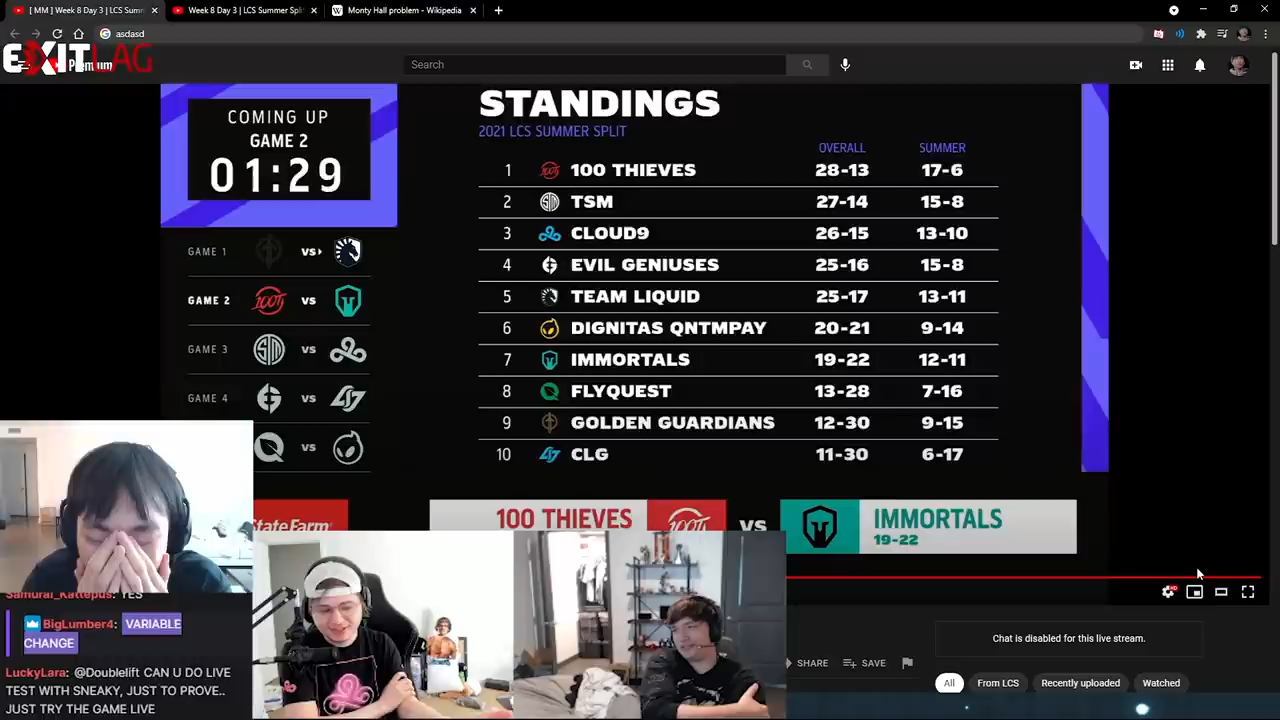 [ MM ] Week 8 Day 3 | LCS Summ
Week 8 Day 3 | LCS Summer Spl
Monty Hall problem - Wikipedia
asdasd
EXITLAG
Premium
Search
COMING UP
GAME 2
01:29
GAME 1 VS
GAME 2 100T VS
GAME 3 TSM VS
GAME 4 VS
VS
STANDINGS
2021 LCS SUMMER SPLIT
OVERALL SUMMER
1 100 THIEVES 28-13 17-6
2 TSM 27-14 15-8
3 CLOUD9 26-15 13-10
4 EVIL GENIUSES 25-16 15-8
5 TEAM LIQUID 25-17 13-11
6 DIGNITAS QNTMPAY 20-21 9-14
7 IMMORTALS 19-22 12-11
8 FLYQUEST 13-28 7-16
9 GOLDEN GUARDIANS 12-30 9-15
10 CLG 11-30 6-17
StateFarm
100 THIEVES
VS
IMMORTALS
19-22
Samurai_Kattepus: YES
BigLumber4: VARIABLE
CHANGE
LuckyLara: @Doublelift CAN U DO LIVE
TEST WITH SNEAKY, JUST TO PROVE..
JUST TRY THE GAME LIVE
Chat is disabled for this live stream.
SHARE
SAVE
All
From LCS
Recently uploaded
Watched